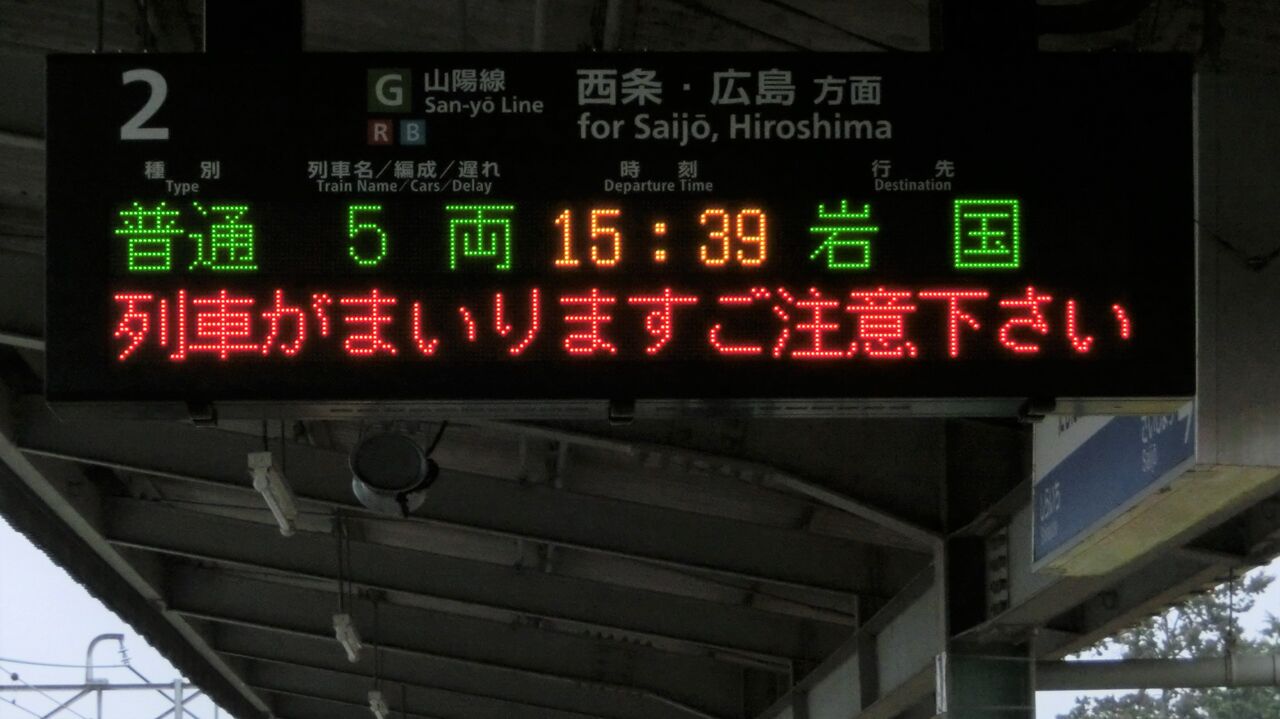 2
G 山陽線
San-yō Line
R B
西条・広島 方面
for Saijō, Hiroshima
種別 列車名/編成/遅れ 時刻 行先
Type Train Name/Cars/Delay Departure Time Destination
普通 5両 15:39 岩国
列車がまいりますご注意下さい
Saijō